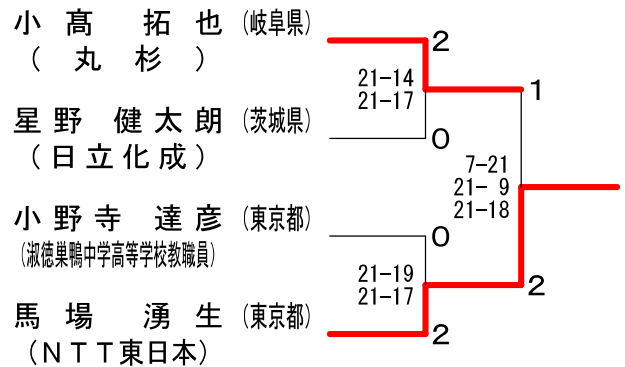 小髙 拓也 (岐阜県)
2
(丸杉)
21-14
21-17
1
星野 健太朗 (茨城県)
0
(日立化成)
7-21
21- 9
21-18
小野寺 達彦 (東京都)
0
(淑徳巣鴨中学高等学校教職員)
21-19
21-17
2
馬場 湧生 (東京都)
2
(NTT東日本)